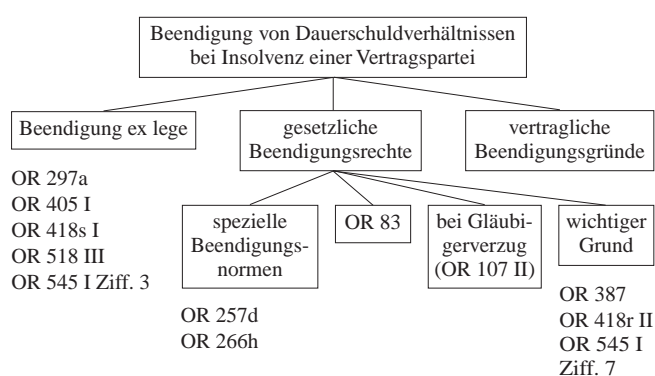 Beendigung von Dauerschuldverhältnissen
bei Insolvenz einer Vertragspartei
Beendigung ex lege
OR 297a
OR 405 I
OR 418s I
OR 518 III
OR 545 I Ziff. 3
gesetzliche
Beendigungsrechte
vertragliche
Beendigungsgründe
spezielle
Beendigungs-
normen
OR 257d
OR 266h
OR 83
bei Gläubi-
gerverzug
(OR 107 II)
wichtiger
Grund
OR 387
OR 418r II
OR 545 I
Ziff. 7